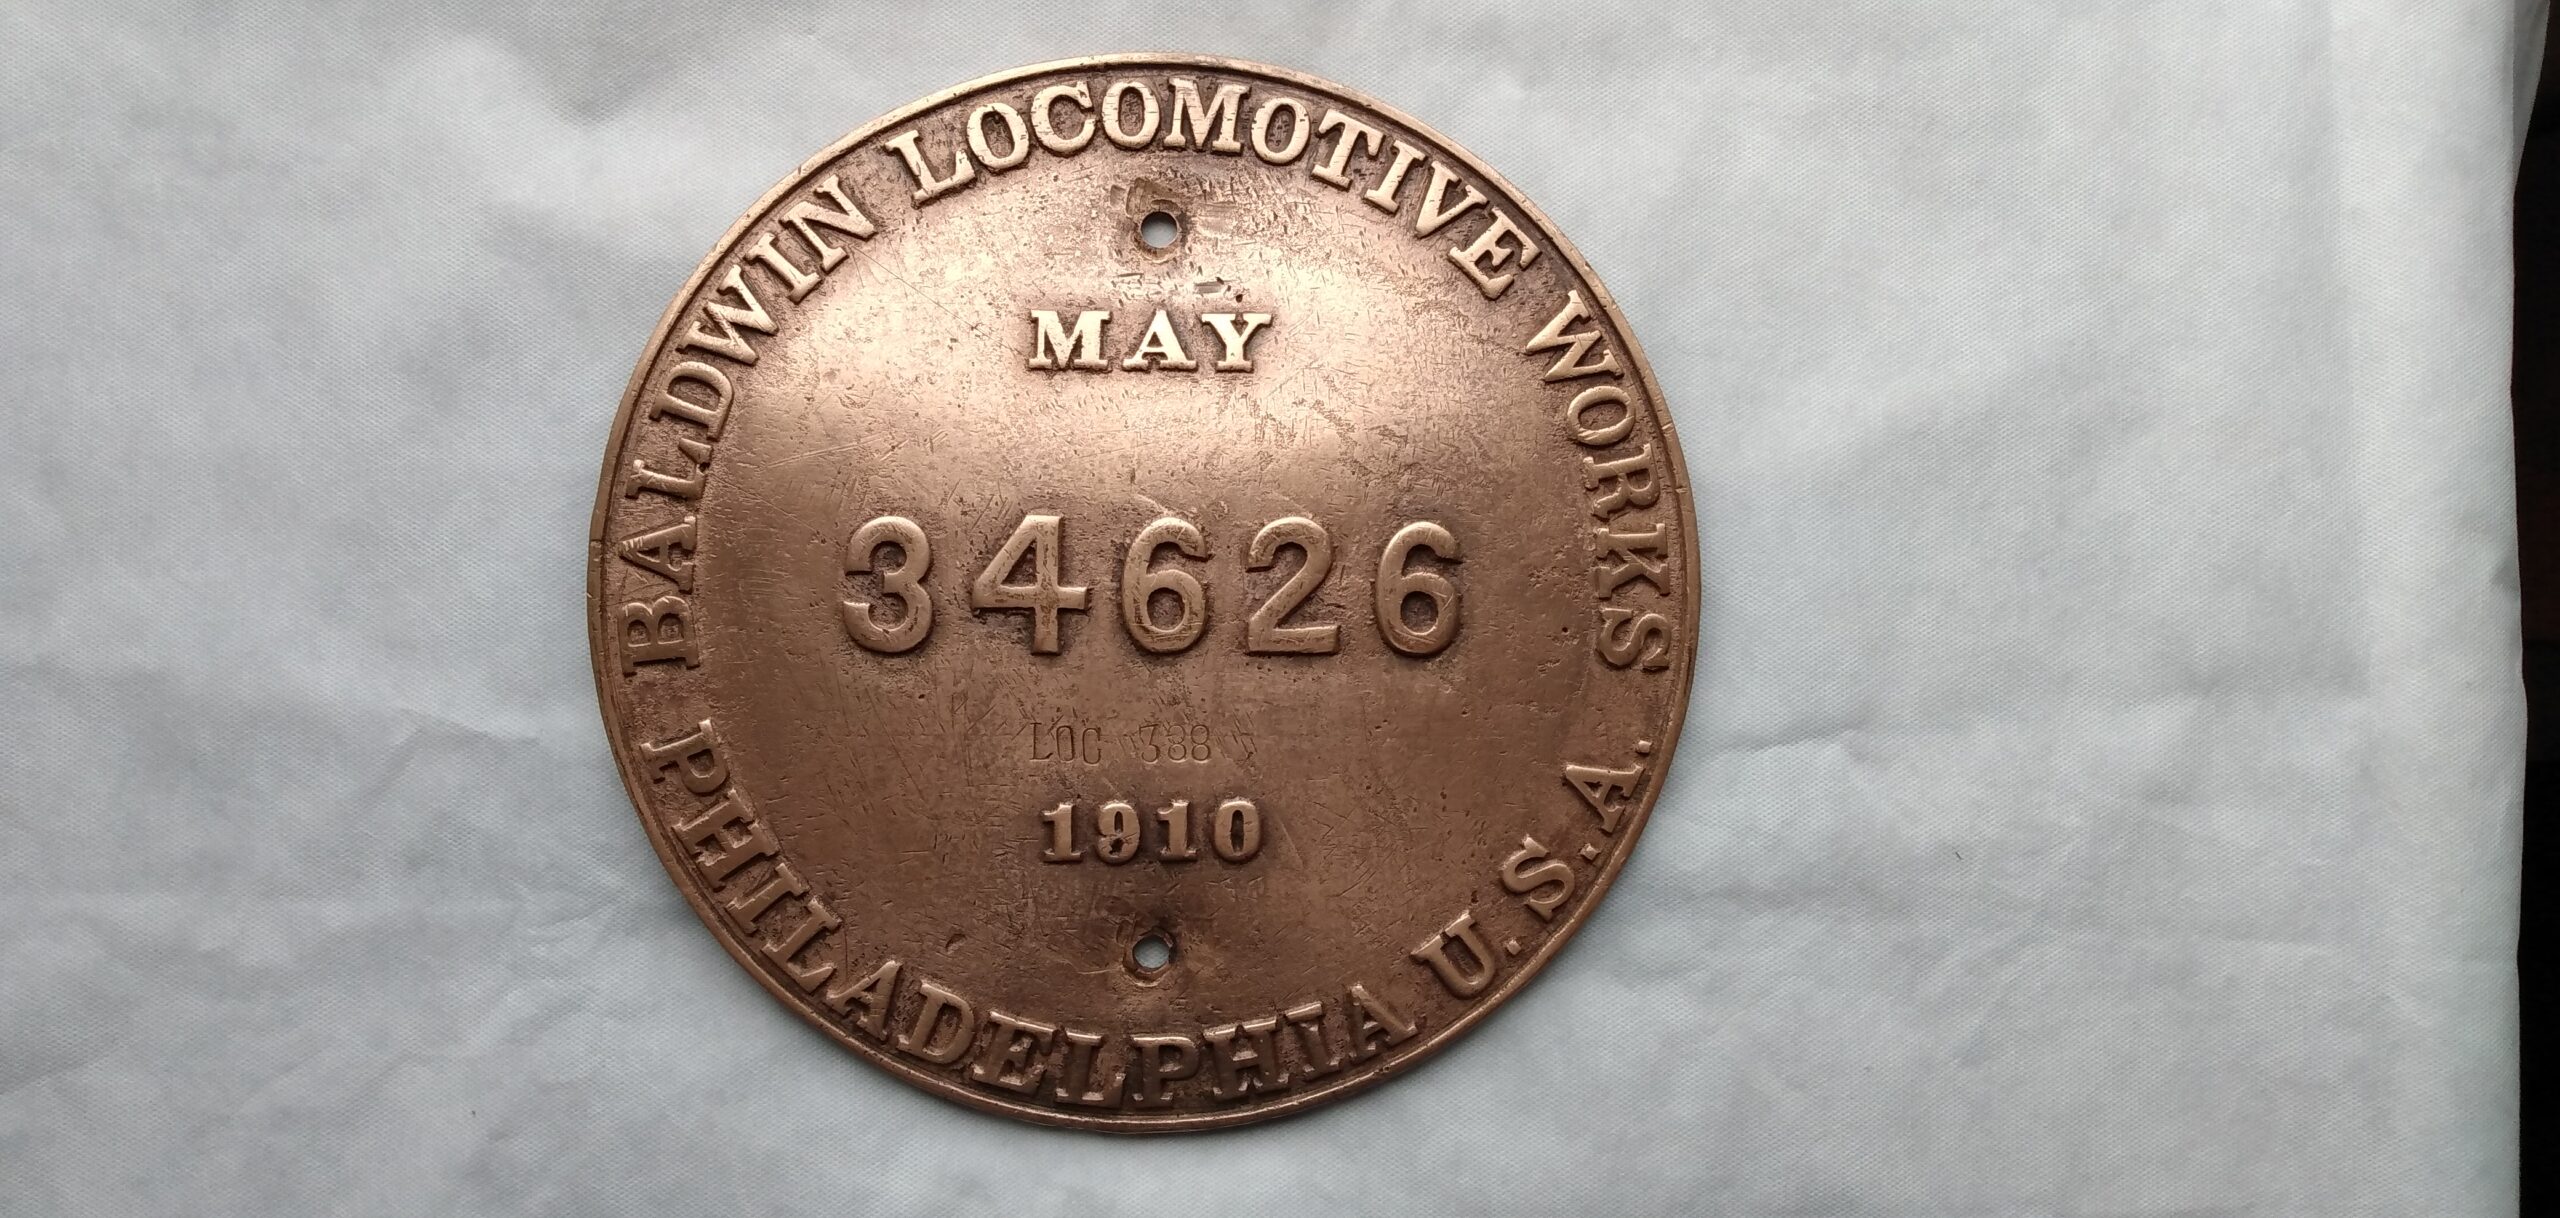 BALDWIN LOCOMOTIVE WORKS
MAY
34626
LOC 388
1910
PHILADELPHIA U.S.A.